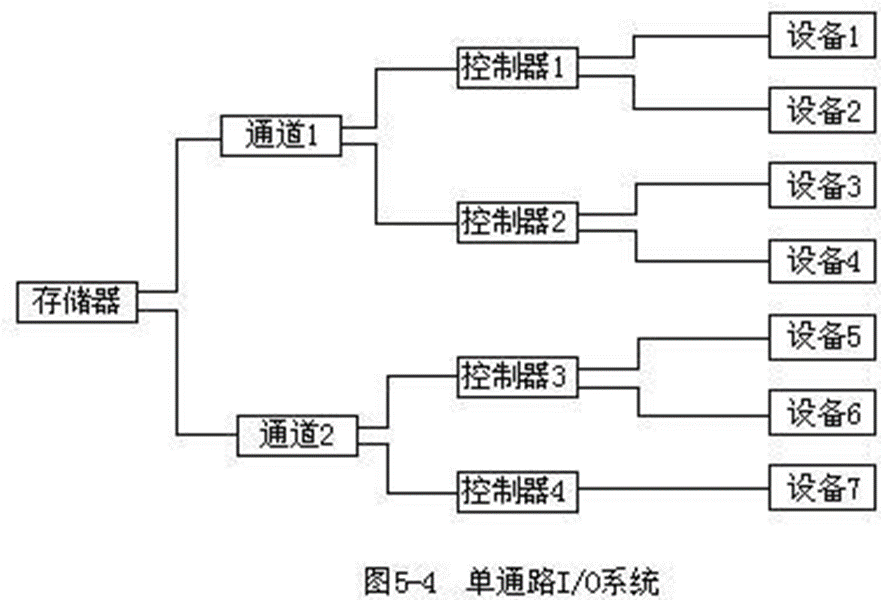 设备1
控制器1
设备2
通道1
设备3
控制器2
设备4
存储器
设备5
控制器3
设备6
通道2
控制器4
设备7
图5-4 单通路I/O系统